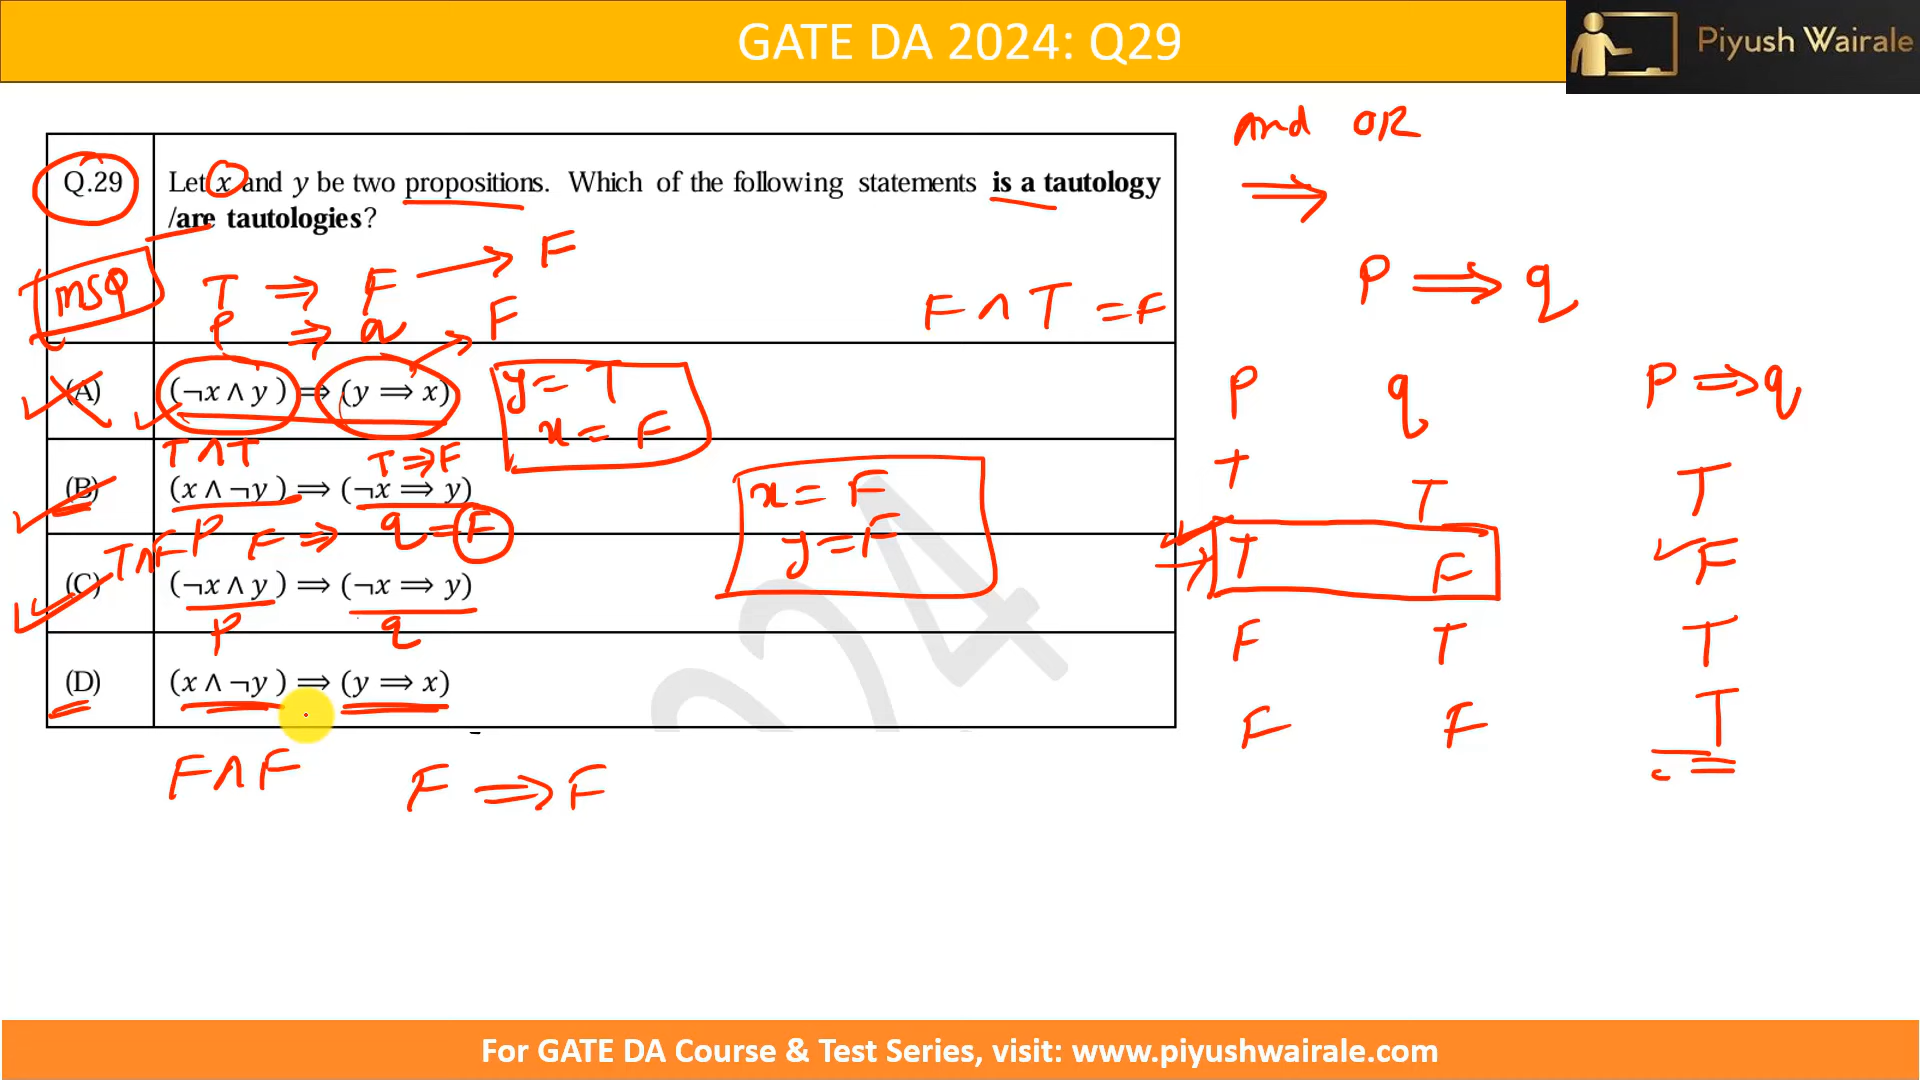 GATE DA 2024: Q29
Piyush Wairale
and OR
⟹
Q.29 Let x and y be two propositions. Which of the following statements is a tautology
/are tautologies?
MSQ
T ⇒ F → F
P ⇒ q F
F ∧ T = F
P ⟹ q
(A) (¬x ∧ y) ⟹ (y ⟹ x)
y = T
x = F
T ∧ T T ⇒ F
(B) (x ∧ ¬y) ⟹ (¬x ⟹ y)
x = F
y = F
T∧F P F ⇒ q = F
(C) (¬x ∧ y) ⟹ (¬x ⟹ y)
P q
(D) (x ∧ ¬y) ⟹ (y ⟹ x)
F ∧ F F ⟹ F
P q P ⇒ q
T T T
T F F
F T T
F F T
24
For GATE DA Course & Test Series, visit: www.piyushwairale.com